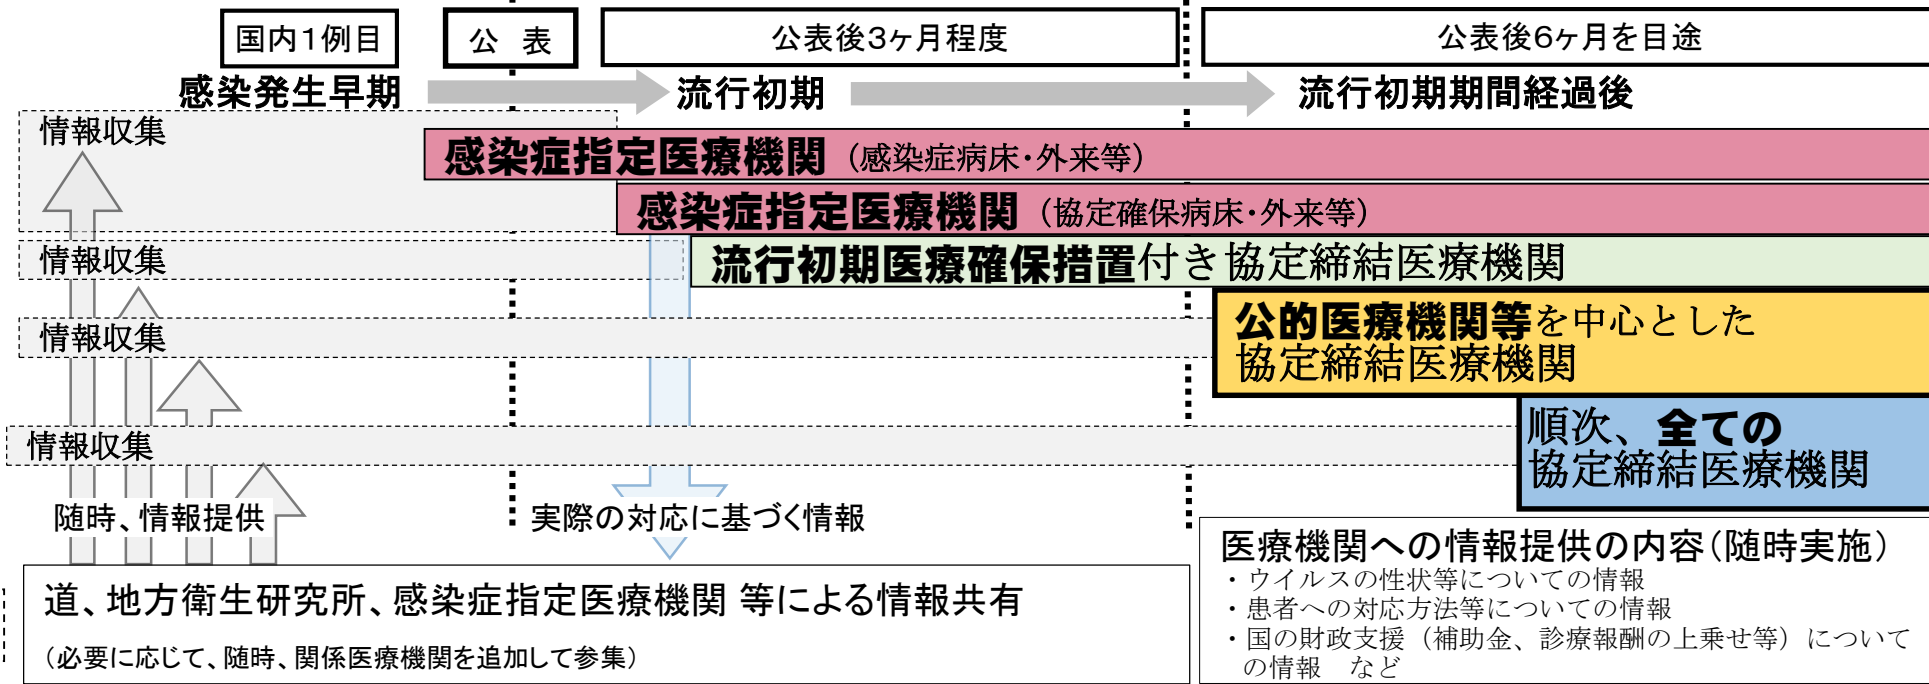 国内1例目
公 表
公表後3ヶ月程度
公表後6ヶ月を目途
感染発生早期
流行初期
流行初期期間経過後
情報収集
感染症指定医療機関（感染症病床・外来等）
感染症指定医療機関（協定確保病床・外来等）
情報収集
流行初期医療確保措置付き協定締結医療機関
情報収集
公的医療機関等を中心とした
協定締結医療機関
情報収集
順次、全ての
協定締結医療機関
随時、情報提供
実際の対応に基づく情報
道、地方衛生研究所、感染症指定医療機関 等による情報共有
（必要に応じて、随時、関係医療機関を追加して参集）
医療機関への情報提供の内容（随時実施）
・ウイルスの性状等についての情報
・患者への対応方法等についての情報
・国の財政支援（補助金、診療報酬の上乗せ等）について
の情報　など